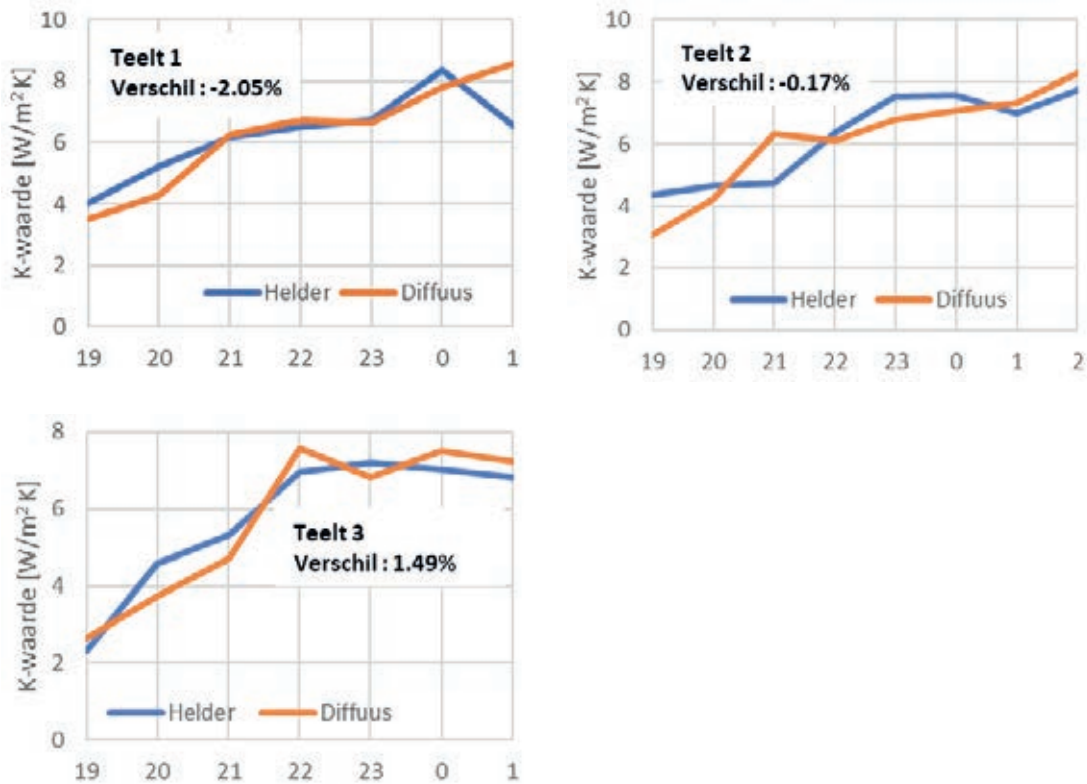 10
8
6
4
2
0
K-waarde [W/m² K]
Teelt 1
Verschil : -2.05%
Helder Diffuus
19 20 21 22 23 0 1
10
8
6
4
2
0
K-waarde [W/m² K]
Teelt 2
Verschil : -0.17%
Helder Diffuus
19 20 21 22 23 0 1 2
8
6
4
2
0
K-waarde [W/m² K]
Teelt 3
Verschil : 1.49%
Helder Diffuus
19 20 21 22 23 0 1